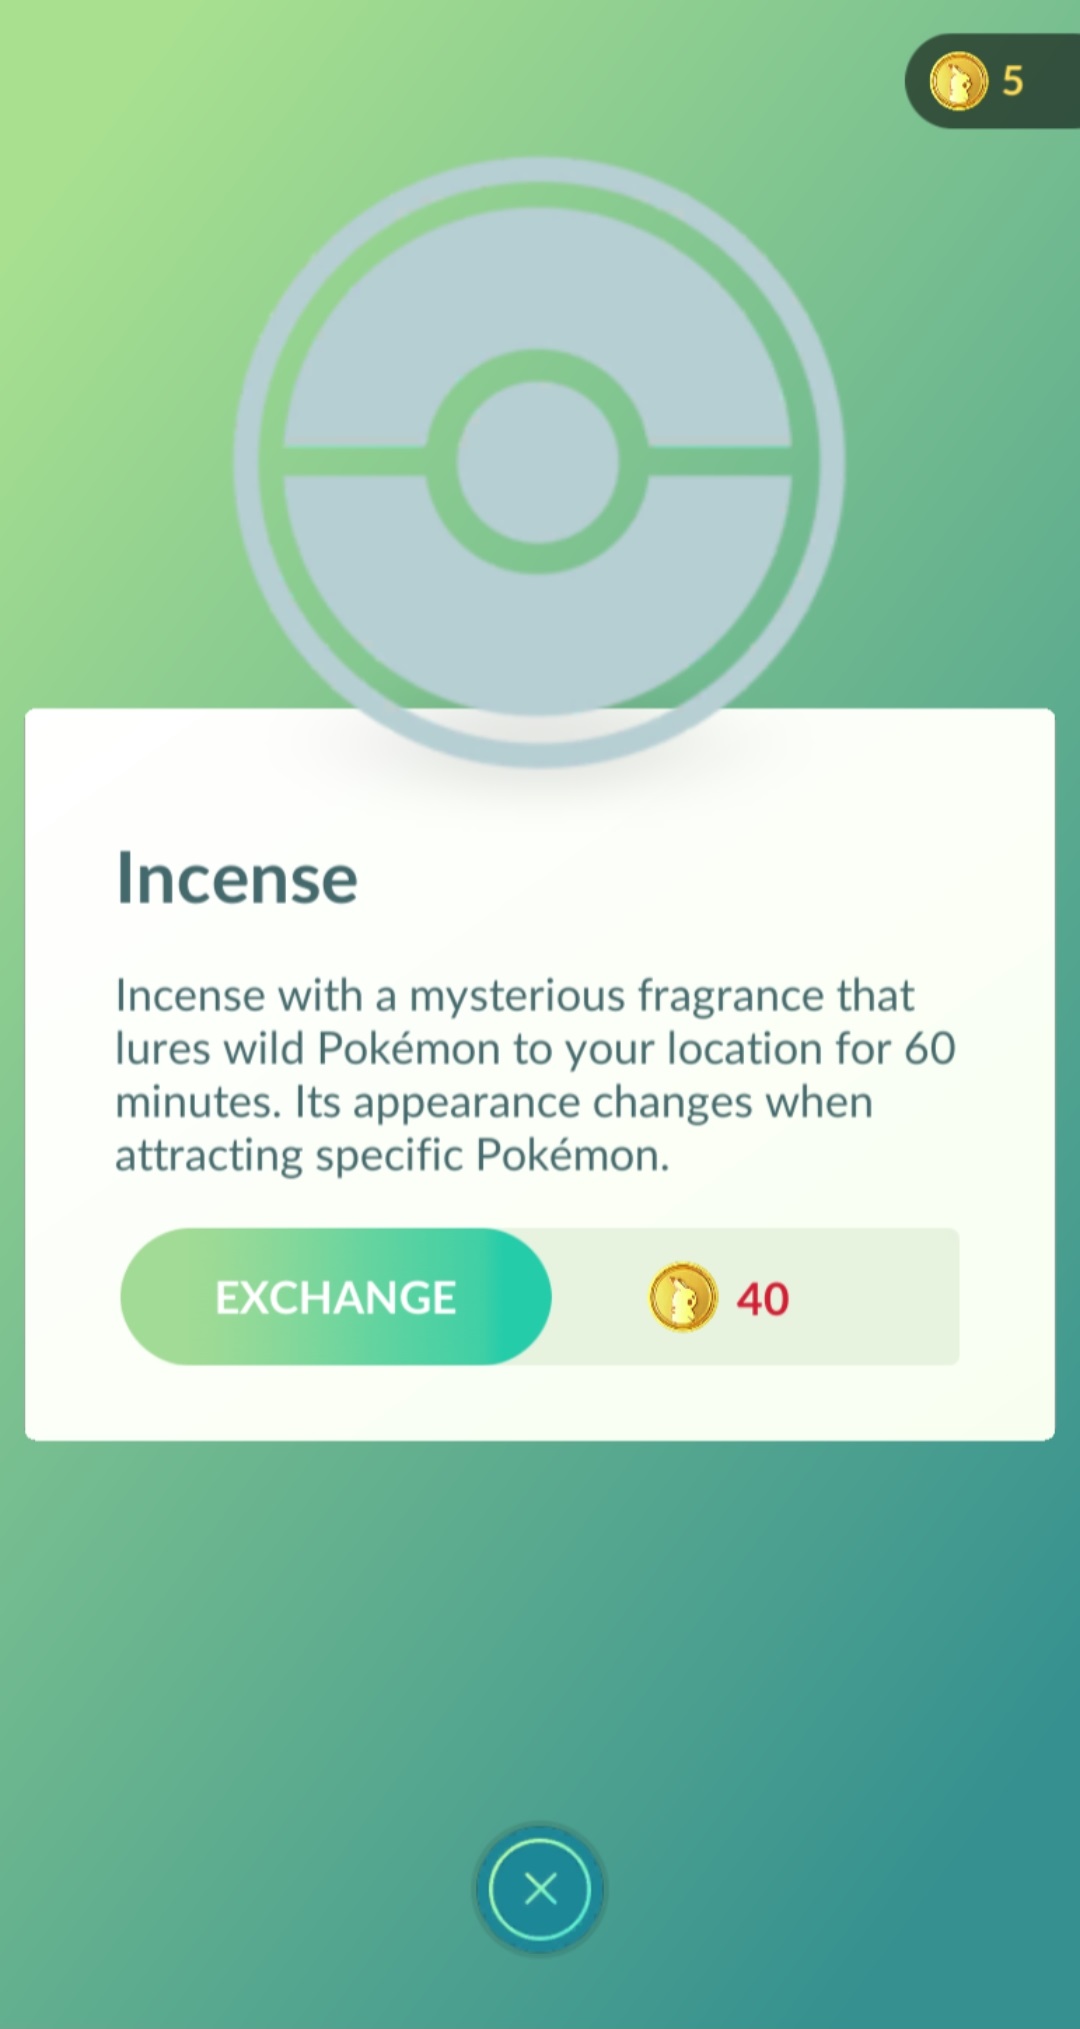 5
Incense
Incense with a mysterious fragrance that
lures wild Pokémon to your location for 60
minutes. Its appearance changes when
attracting specific Pokémon.
EXCHANGE 40